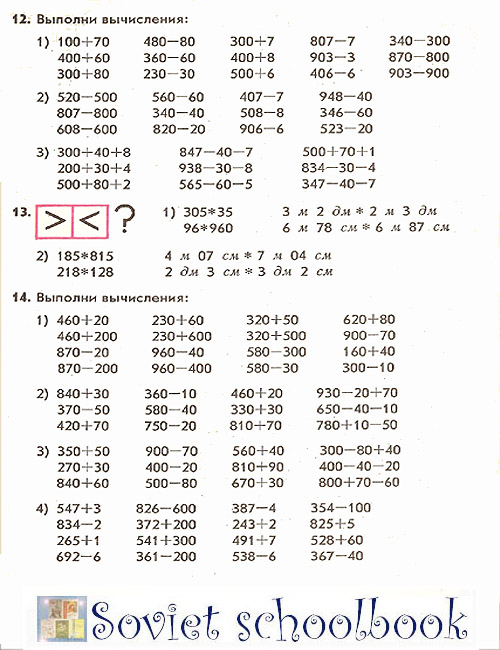 12. Выполни вычисления:
1) 100+70 480—80 300+7 807—7 340—300
400+60 360—60 400+8 903—3 870—800
300+80 230—30 500+6 406—6 903—900
2) 520—500 560—60 407—7 948—40
807—800 340—40 508—8 346—60
608—600 820—20 906—6 523—20
3) 300+40+8 847—40—7 500+70+1
200+30+4 938—30—8 834—30—4
500+80+2 565—60—5 347—40—7
13. > < ? 1) 305*35 3 м 2 дм * 2 м 3 дм
96*960 6 м 78 см * 6 м 87 см
2) 185*815 4 м 07 см * 7 м 04 см
218*128 2 дм 3 см * 3 дм 2 см
14. Выполни вычисления:
1) 460+20 230+60 320+50 620+80
460+200 230+600 320+500 900—70
870—20 960—40 580—300 160+40
870—200 960—400 580—30 300—10
2) 840+30 360—10 460+20 930—20+70
370—50 580—40 330+30 650—40—10
420+70 750—20 810+70 780+10—50
3) 350+50 900—70 560+40 300—80+40
270+30 400—20 810+90 400—40—20
840+60 500—80 670+30 800+70—60
4) 547+3 826—600 387—4 354—100
834—2 372+200 243+2 825+5
265+1 541+300 491+7 528+60
692—6 361—200 538—6 367—40
Soviet schoolbook